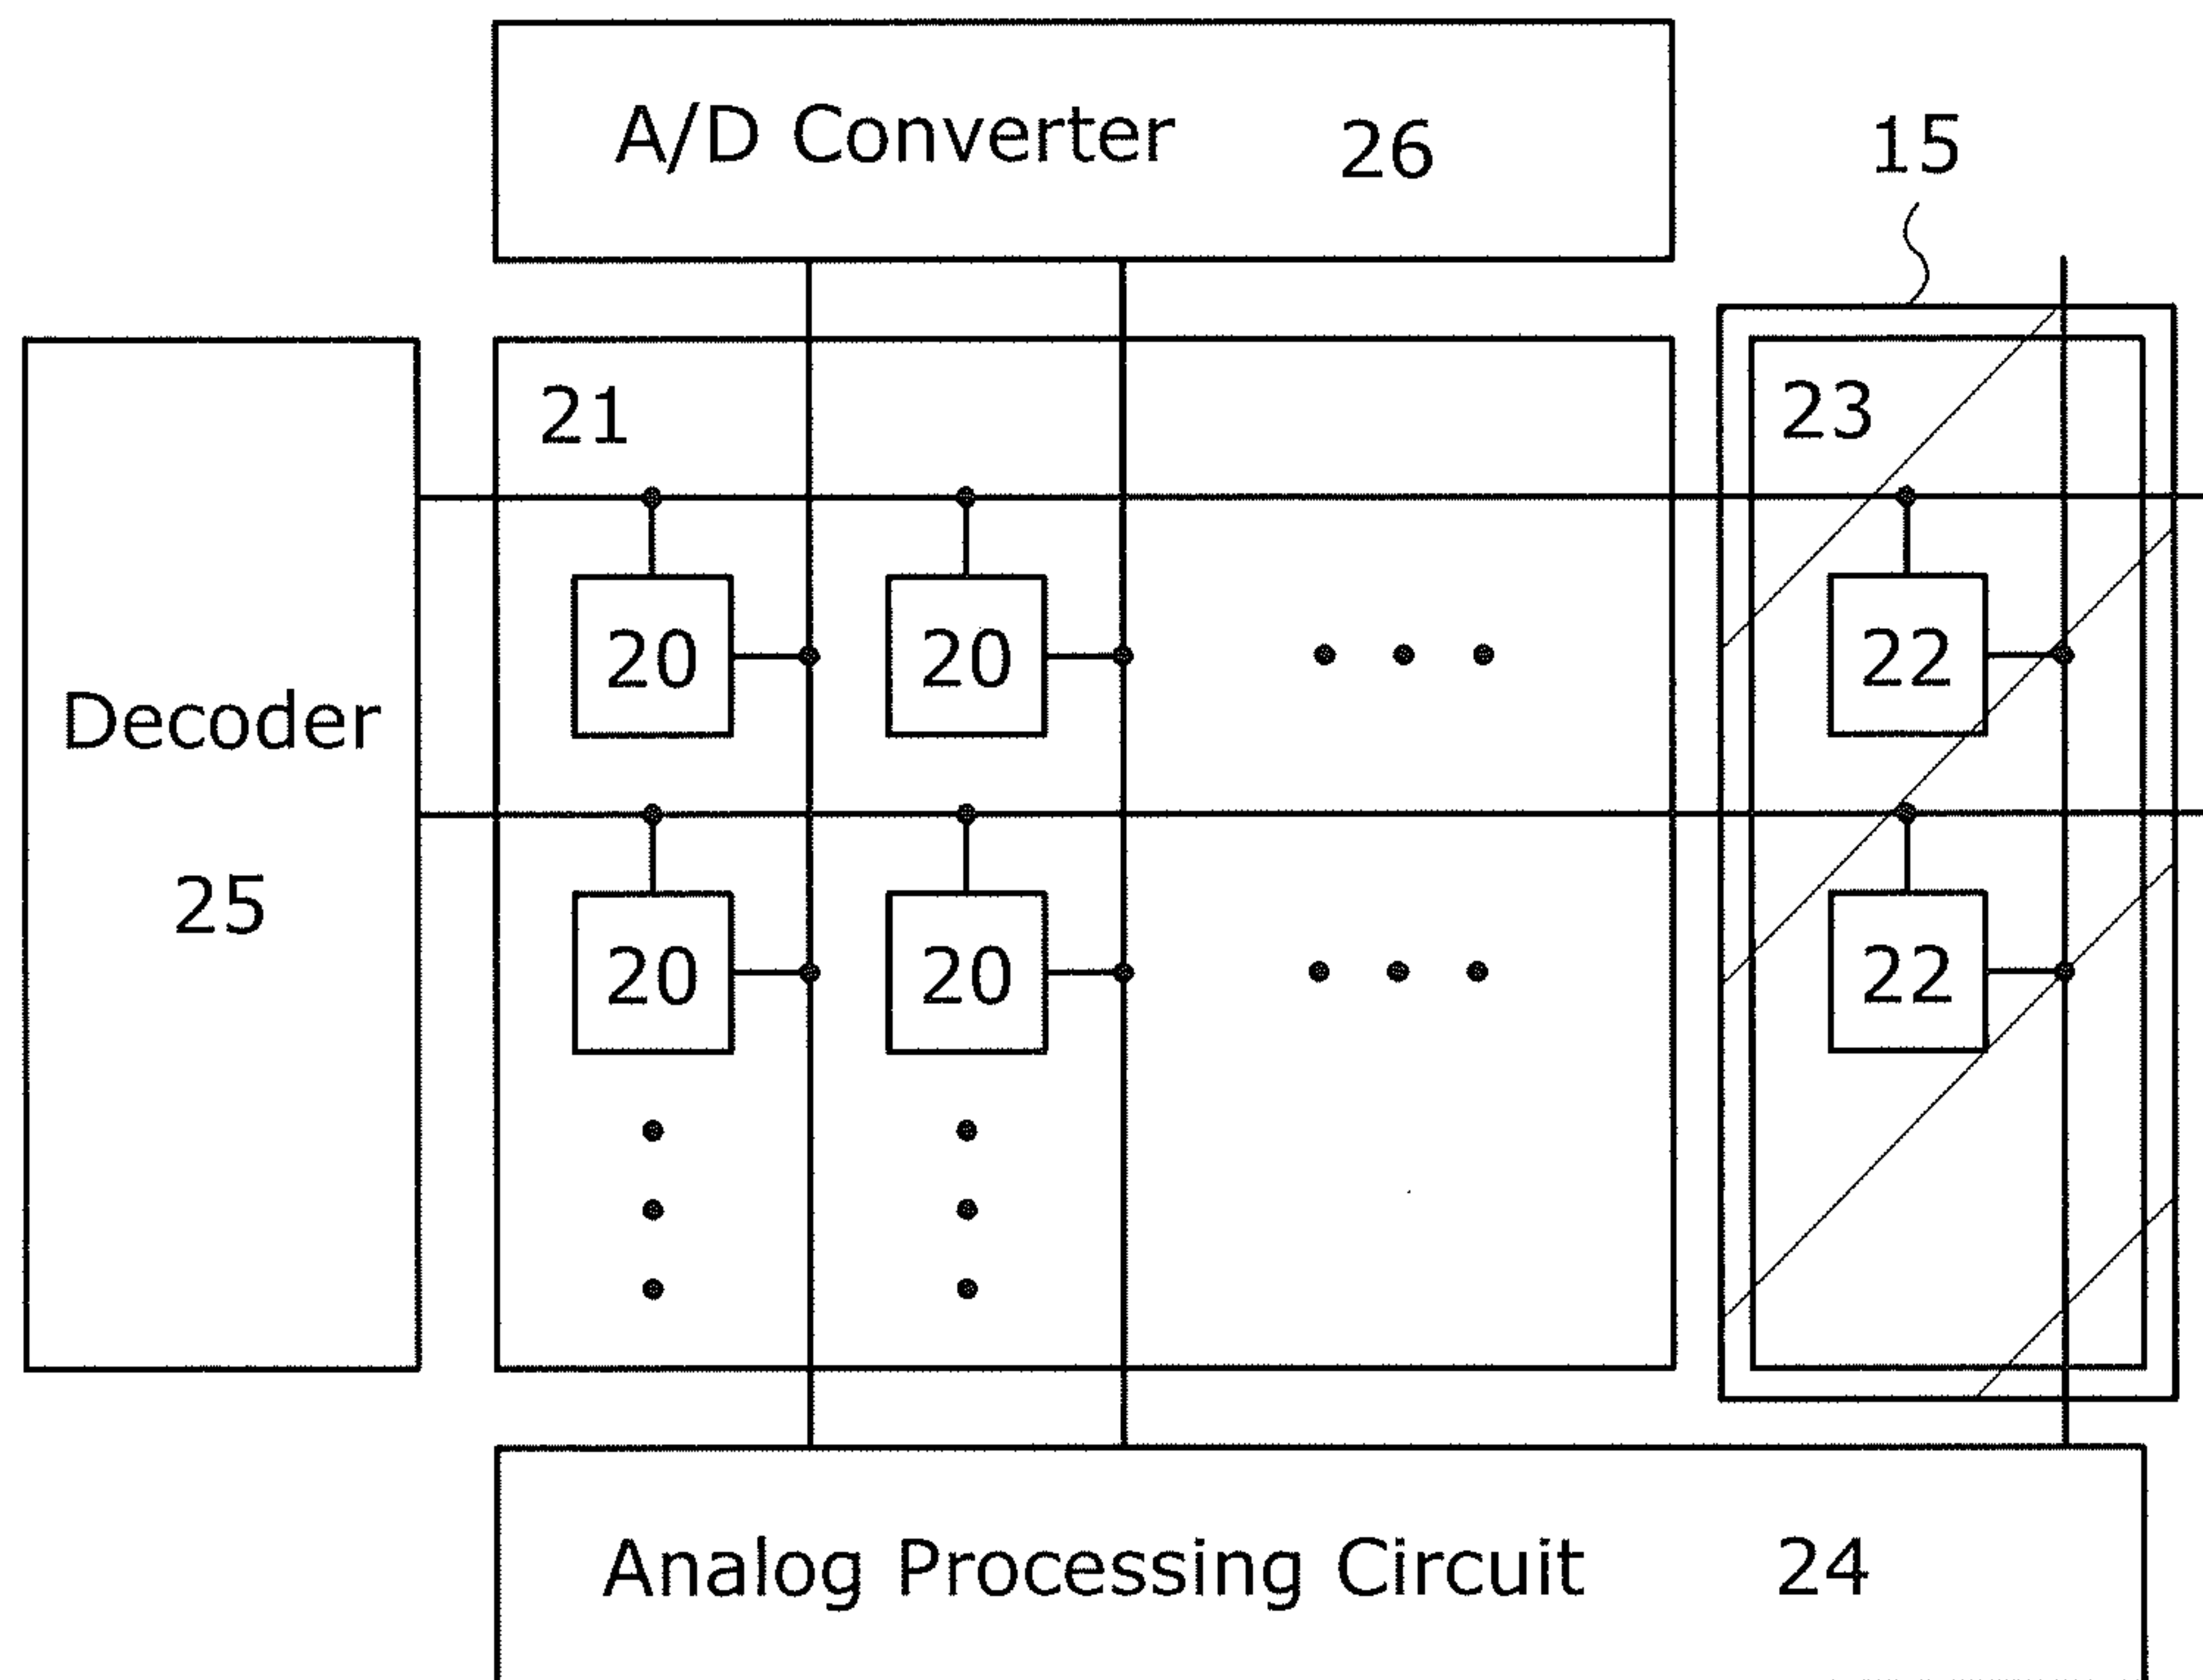 A/D Converter 26
15
21
23
20 20 22
Decoder
25
20 20 22
Analog Processing Circuit 24